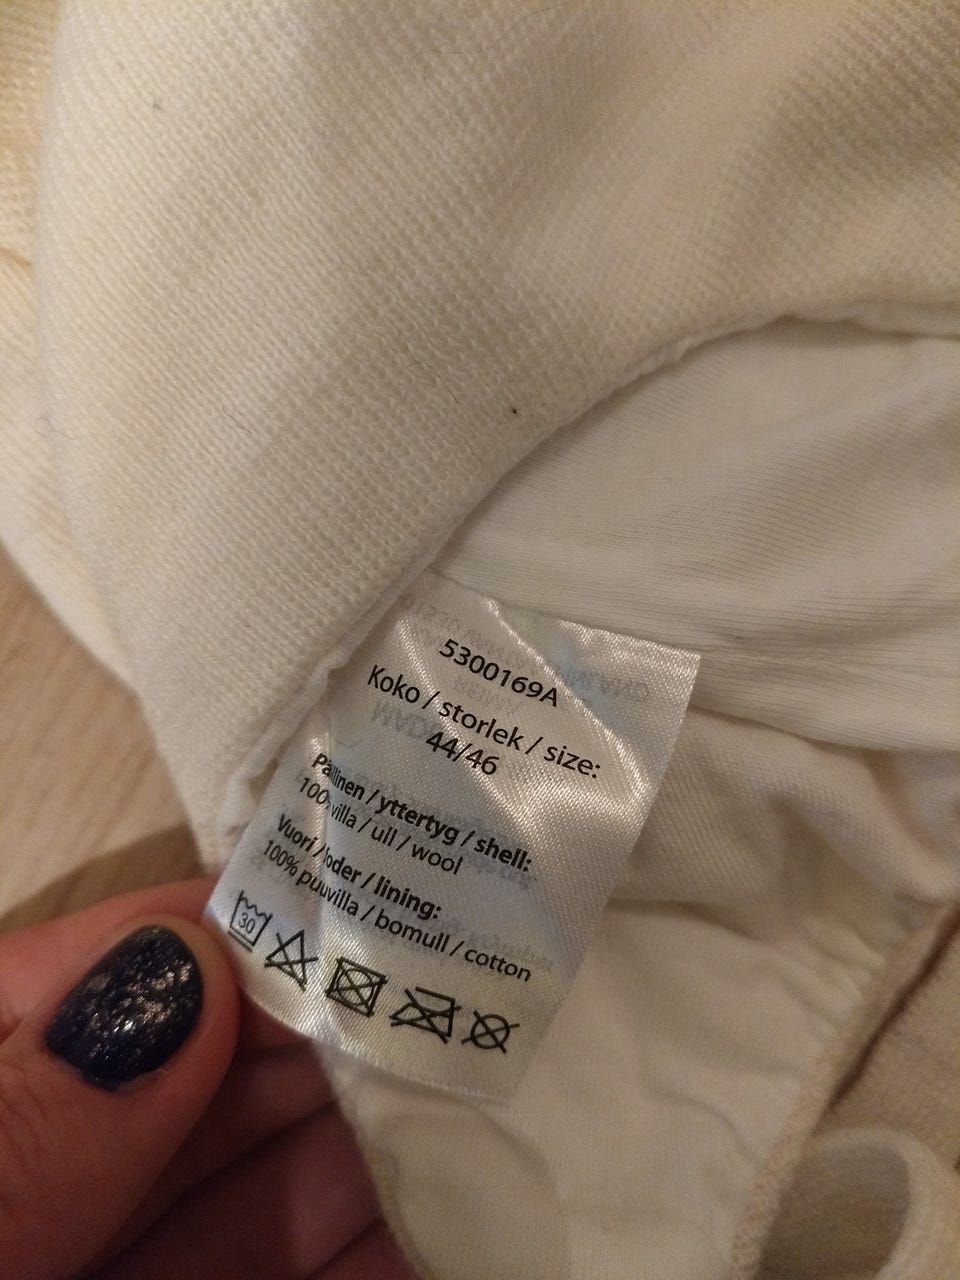 5300169A
Koko / storlek / size:
44/46
Päällinen / yttertyg / shell:
100% villa / ull / wool
Vuori / foder / lining:
100% puuvilla / bomull / cotton
30